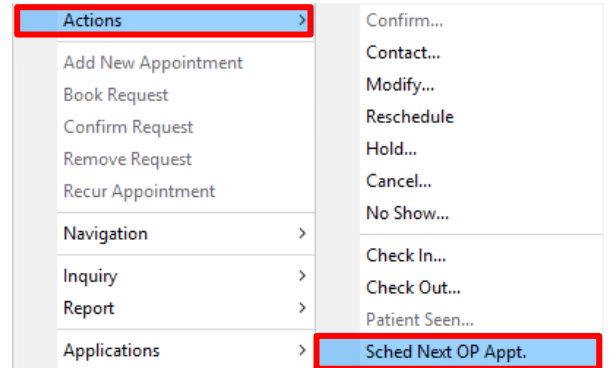 Actions >
Add New Appointment
Book Request
Confirm Request
Remove Request
Recur Appointment
Navigation >
Inquiry >
Report >
Applications >
Confirm...
Contact...
Modify...
Reschedule
Hold...
Cancel...
No Show...
Check In...
Check Out...
Patient Seen...
Sched Next OP Appt.